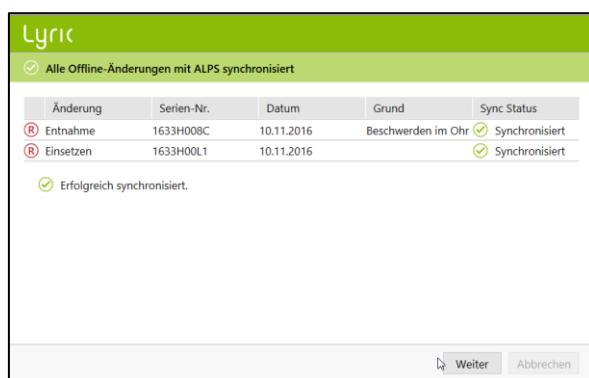 Lyric
Alle Offline-Änderungen mit ALPS synchronisiert
Änderung Serien-Nr. Datum Grund Sync Status
R Entnahme 1633H008C 10.11.2016 Beschwerden im Ohr Synchronisiert
R Einsetzen 1633H00L1 10.11.2016 Synchronisiert
Erfolgreich synchronisiert.
Weiter Abbrechen